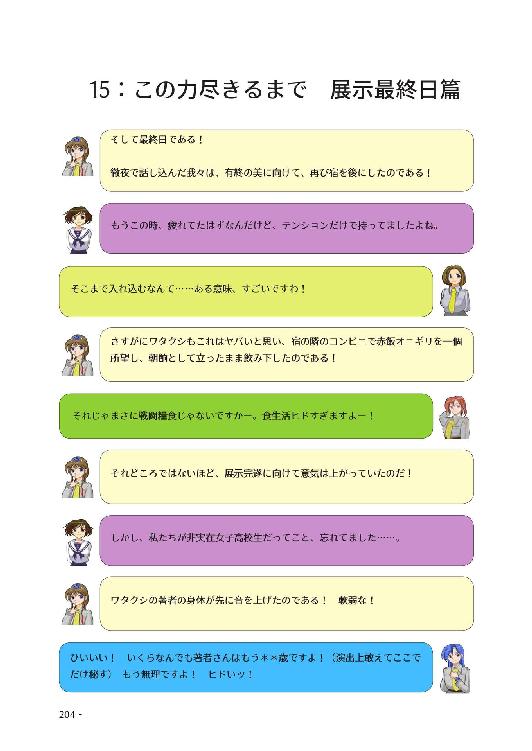 15：この力尽きるまで　展示最終日篇
そして最終日である！
徹夜で話し込んだ我々は、有終の美に向けて、再び宿を後にしたのである！
もうこの時、疲れてたはずなんだけど、テンションだけで持ってましたよね。
そこまで入れ込むなんて……ある意味、すごいですわ！
さすがにワタクシもこれはヤバいと思い、宿の隣のコンビニで赤飯オニギリを一個
所望し、朝餉として立ったまま飲み下したのである！
それじゃまさに戦闘糧食じゃないですかー。食生活ヒドすぎますよー！
それどころではないほど、展示完遂に向けて意気は上がっていたのだ！
しかし、私たちが非実在女子高校生だってこと、忘れてました……。
ワタクシの著者の身体が先に音を上げたのである！　軟弱な！
ひいいい！　いくらなんでも著者さんはもう＊＊歳ですよ！（演出上敢えてここで
だけ秘す）　もう無理ですよ！　ヒドいッ！
204 -